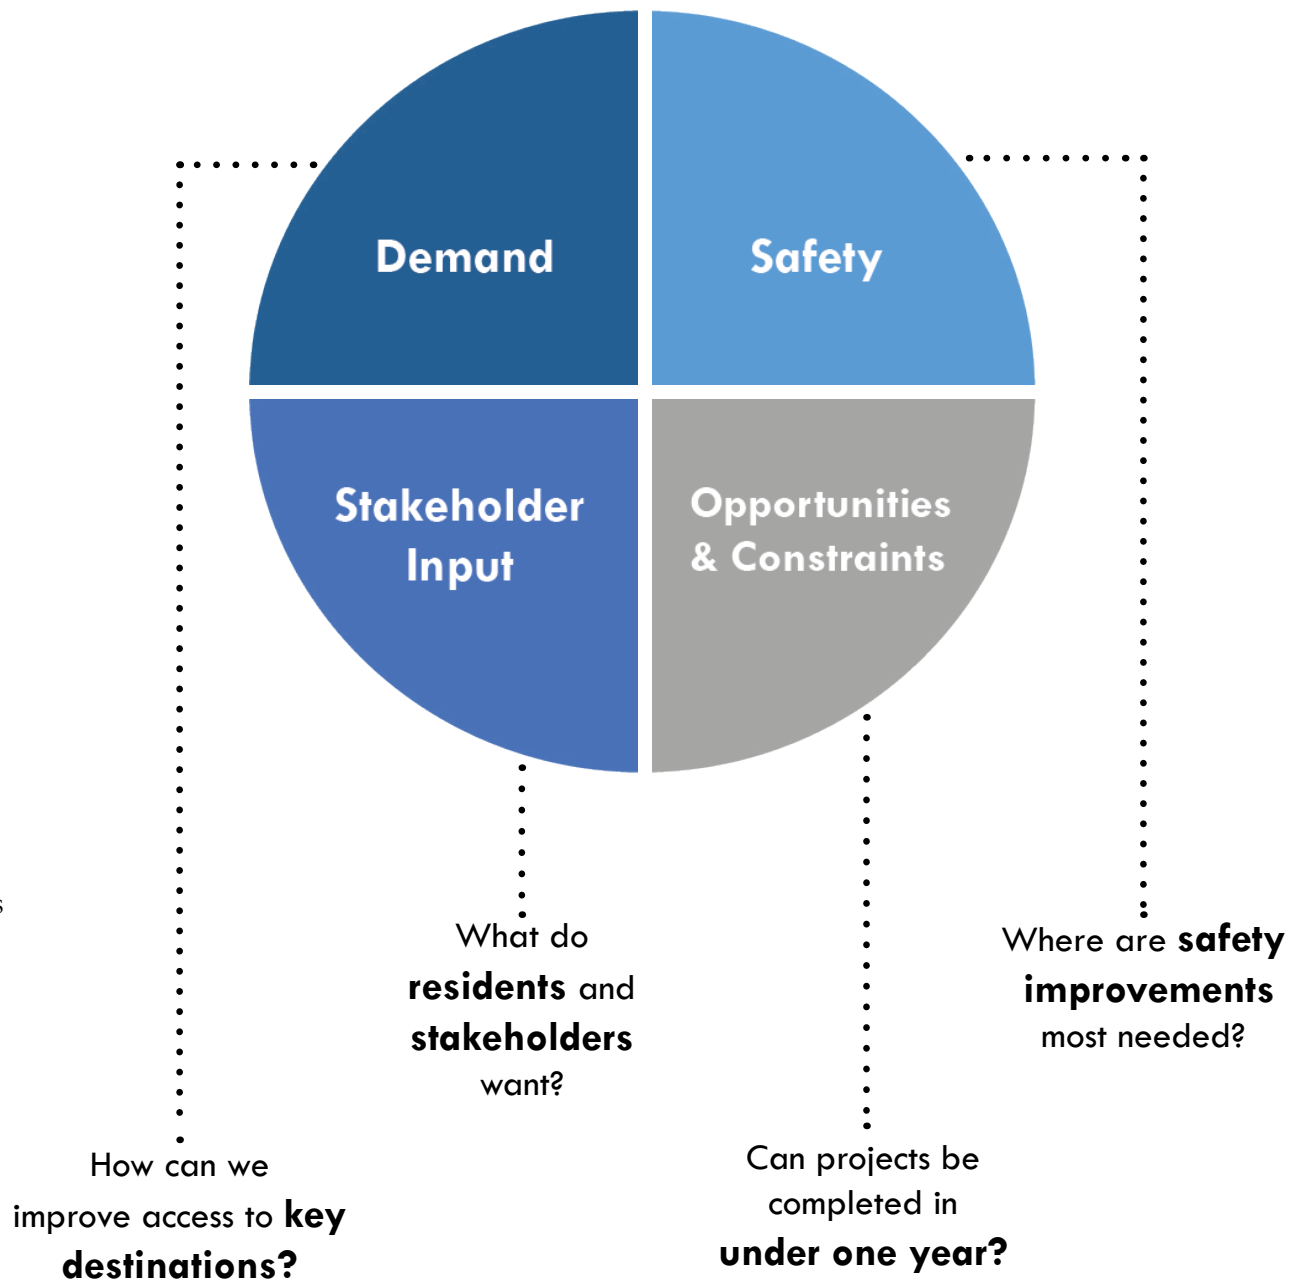 Demand
Safety
Stakeholder
Input
Opportunities
& Constraints
What do
residents and
stakeholders
want?
Where are safety
improvements
most needed?
How can we
improve access to key
destinations?
Can projects be
completed in
under one year?